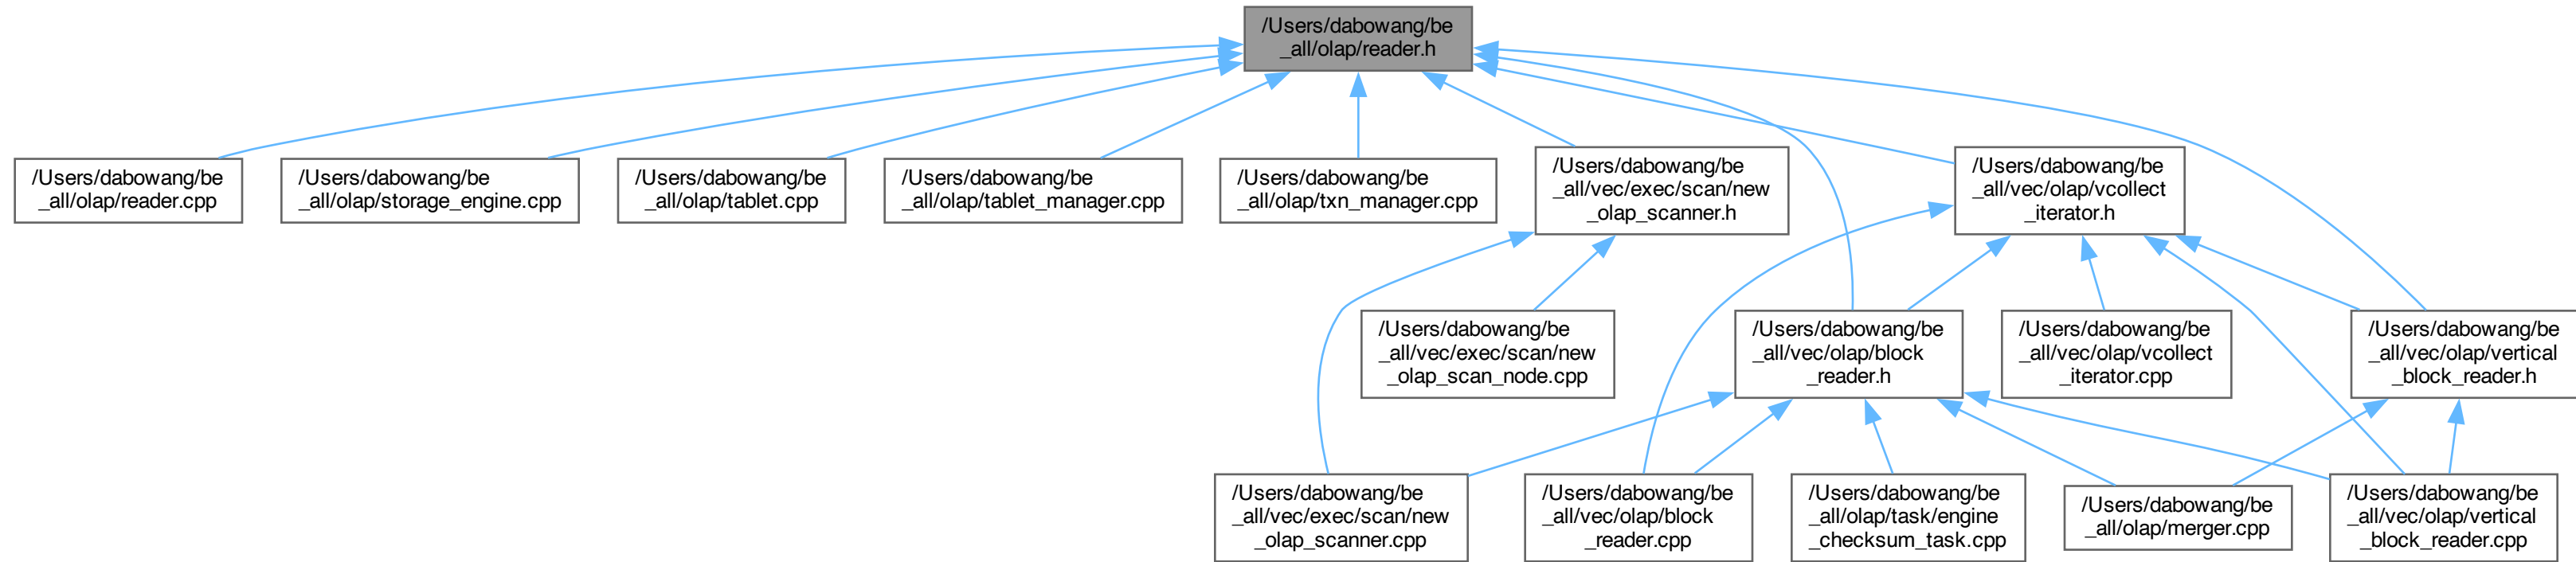 /Users/dabowang/be
_all/olap/reader.h
/Users/dabowang/be
_all/olap/reader.cpp
/Users/dabowang/be
_all/olap/storage_engine.cpp
/Users/dabowang/be
_all/olap/tablet.cpp
/Users/dabowang/be
_all/olap/tablet_manager.cpp
/Users/dabowang/be
_all/olap/txn_manager.cpp
/Users/dabowang/be
_all/vec/exec/scan/new
_olap_scanner.h
/Users/dabowang/be
_all/vec/olap/vcollect
_iterator.h
/Users/dabowang/be
_all/vec/exec/scan/new
_olap_scan_node.cpp
/Users/dabowang/be
_all/vec/olap/block
_reader.h
/Users/dabowang/be
_all/vec/olap/vcollect
_iterator.cpp
/Users/dabowang/be
_all/vec/olap/vertical
_block_reader.h
/Users/dabowang/be
_all/vec/exec/scan/new
_olap_scanner.cpp
/Users/dabowang/be
_all/vec/olap/block
_reader.cpp
/Users/dabowang/be
_all/olap/task/engine
_checksum_task.cpp
/Users/dabowang/be
_all/olap/merger.cpp
/Users/dabowang/be
_all/vec/olap/vertical
_block_reader.cpp